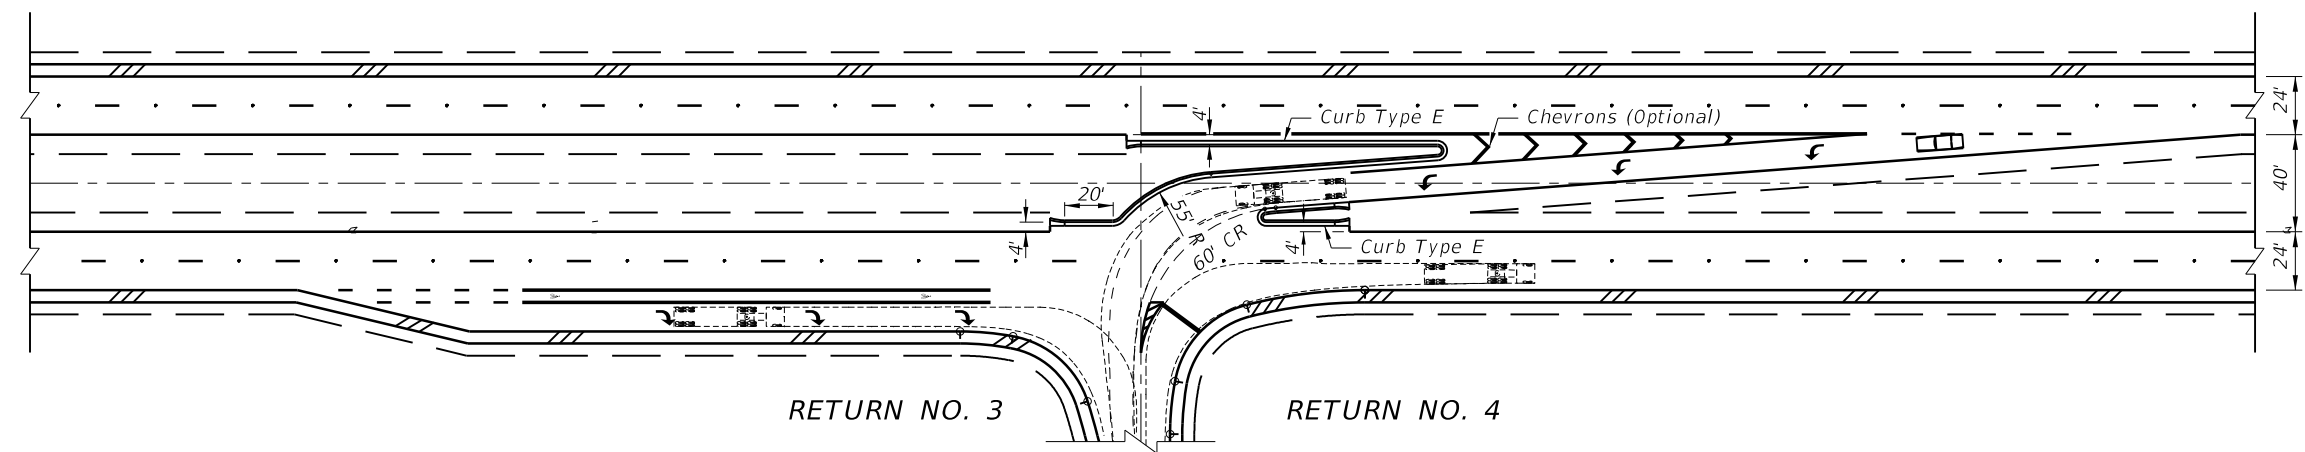 4'
Curb Type E
Chevrons (Optional)
24'
20'
55' R
40'
4'
60' CR
4'
Curb Type E
24'
RETURN NO. 3
RETURN NO. 4